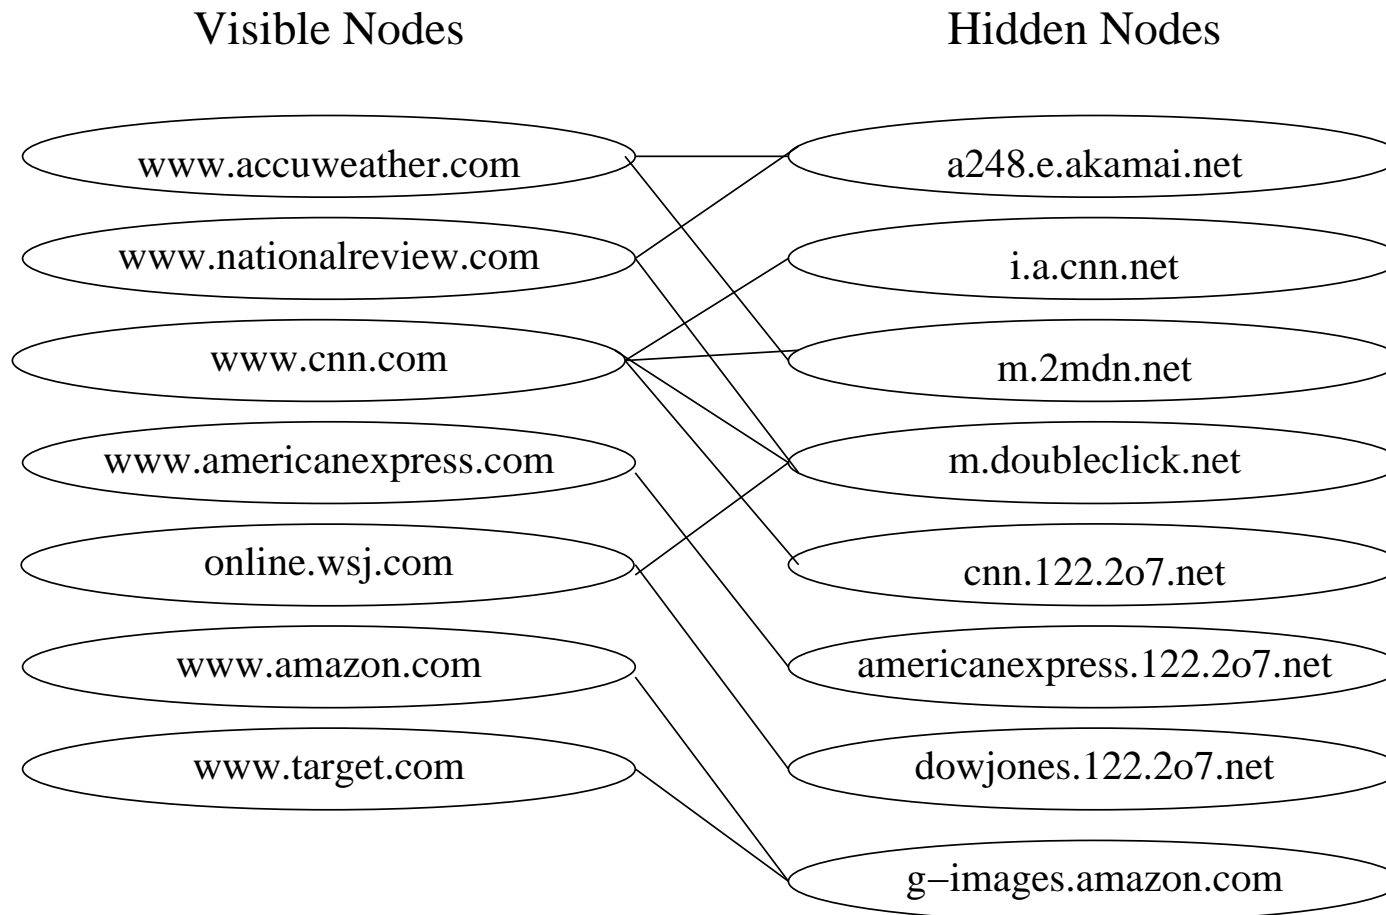 Visible Nodes
Hidden Nodes
www.accuweather.com
a248.e.akamai.net
www.nationalreview.com
i.a.cnn.net
www.cnn.com
m.2mdn.net
www.americanexpress.com
m.doubleclick.net
online.wsj.com
cnn.122.2o7.net
www.amazon.com
americanexpress.122.2o7.net
www.target.com
dowjones.122.2o7.net
g−images.amazon.com